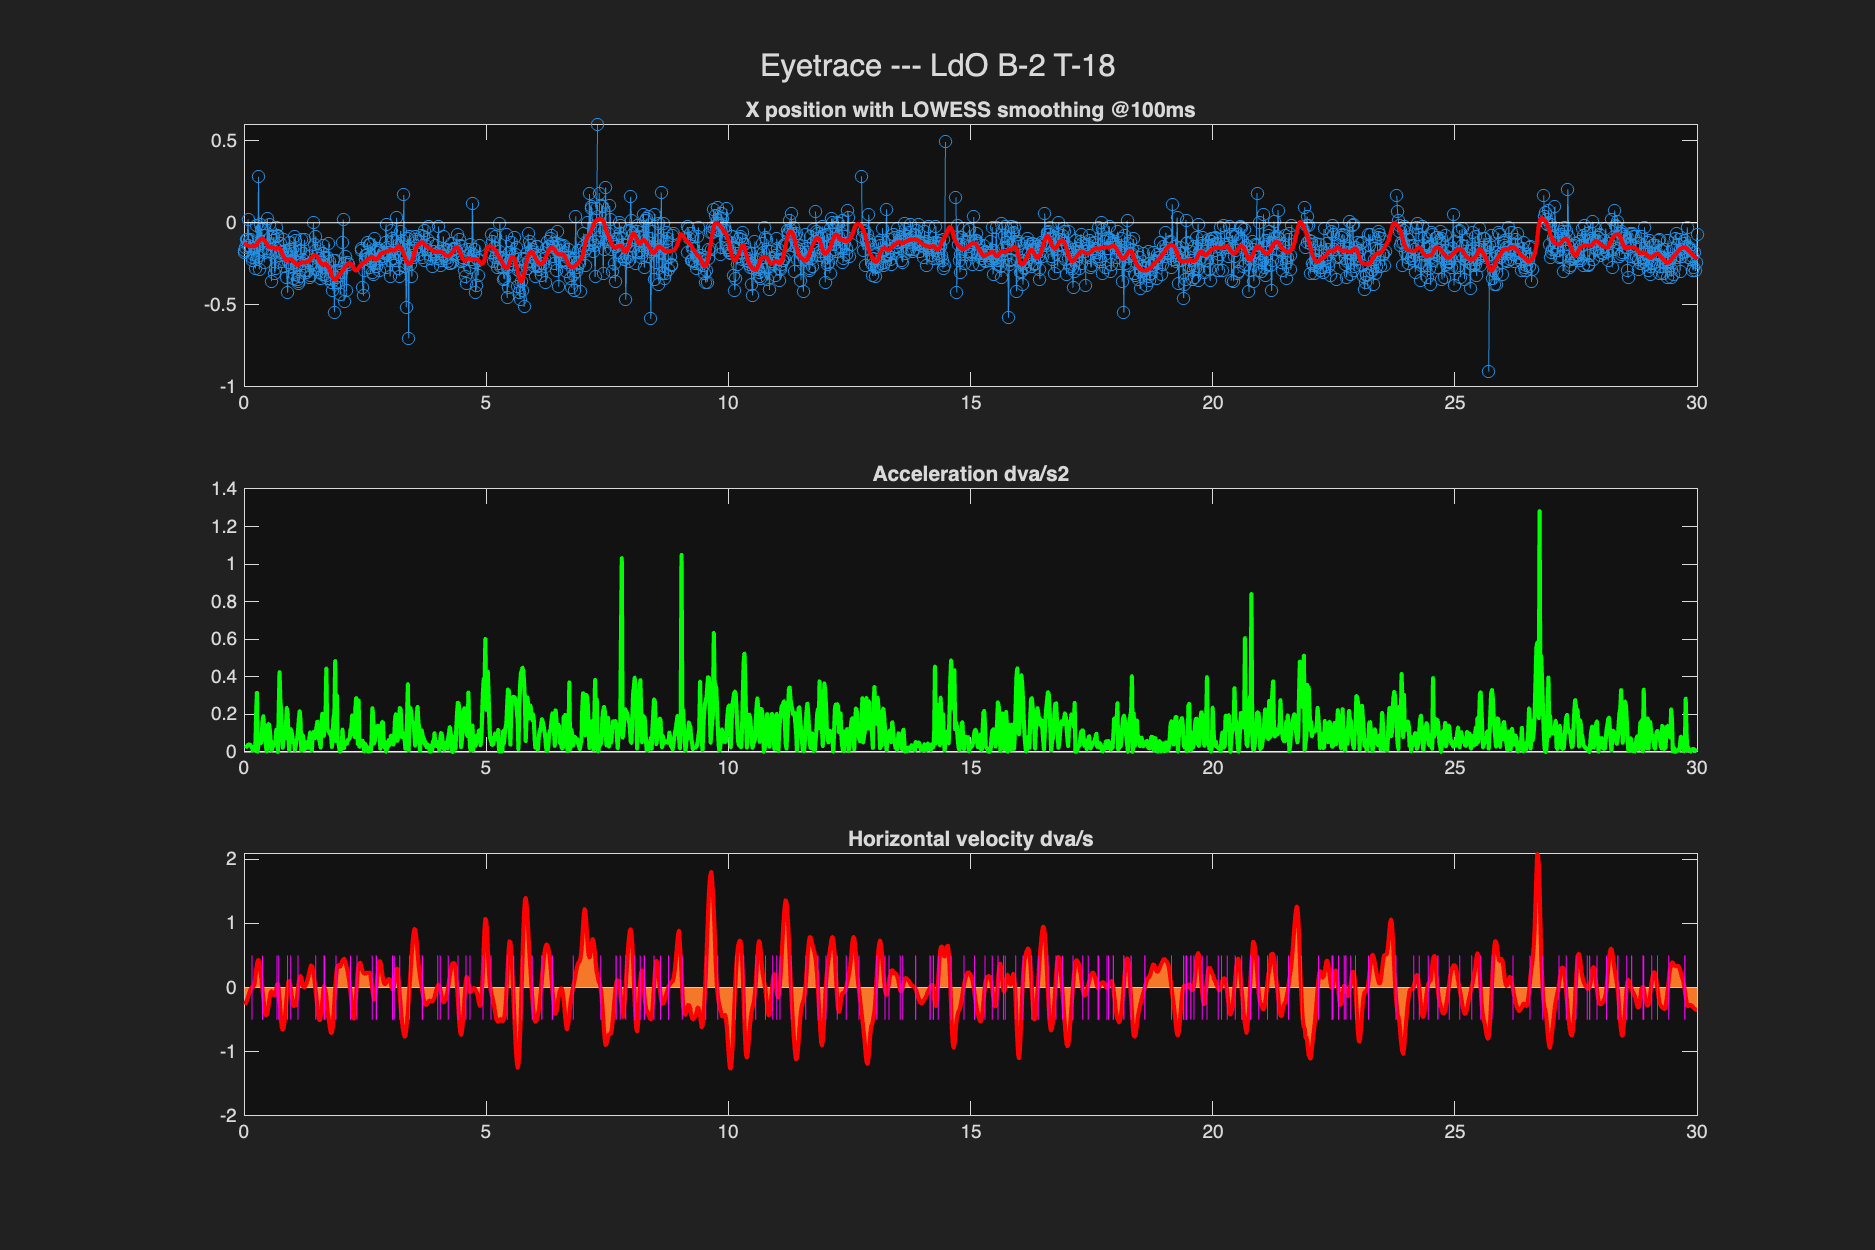 Eyetrace --- LdO B-2 T-18
X position with LOWESS smoothing @100ms
0.5
0
-0.5
-1
0 5 10 15 20 25 30
Acceleration dva/s2
1.4
1.2
1
0.8
0.6
0.4
0.2
0
0 5 10 15 20 25 30
Horizontal velocity dva/s
2
1
0
-1
-2
0 5 10 15 20 25 30